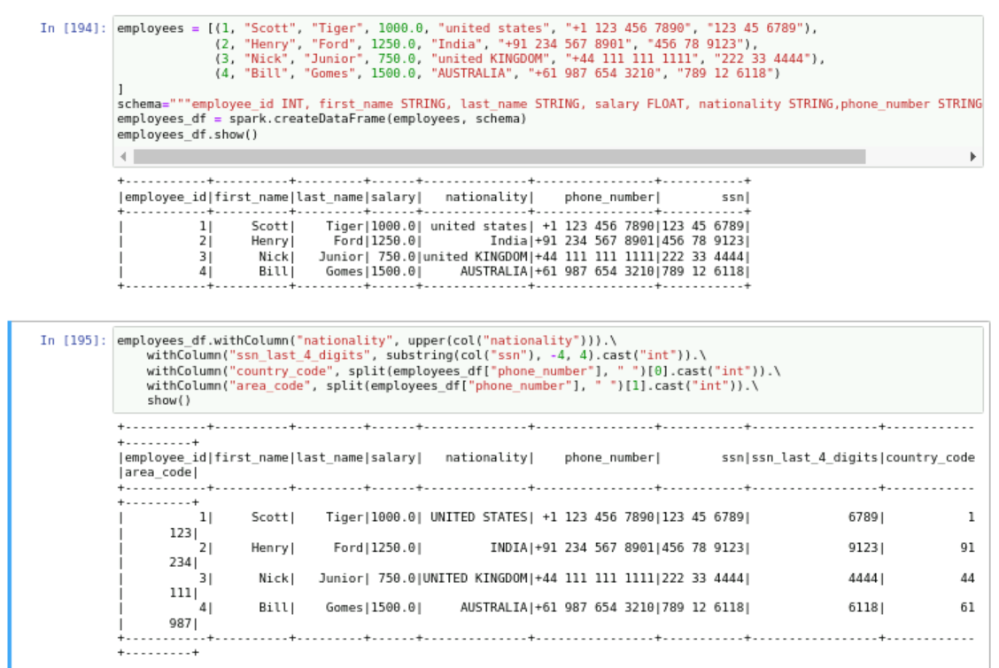 In [194]: employees = [(1, "Scott", "Tiger", 1000.0, "united states", "+1 123 456 7890", "123 45 6789"),
(2, "Henry", "Ford", 1250.0, "India", "+91 234 567 8901", "456 78 9123"),
(3, "Nick", "Junior", 750.0, "united KINGDOM", "+44 111 111 1111", "222 33 4444"),
(4, "Bill", "Gomes", 1500.0, "AUSTRALIA", "+61 987 654 3210", "789 12 6118")
]
schema="""employee_id INT, first_name STRING, last_name STRING, salary FLOAT, nationality STRING,phone_number STRING
employees_df = spark.createDataFrame(employees, schema)
employees_df.show()
+-----------+----------+---------+------+--------------+----------------+-----------+
|employee_id|first_name|last_name|salary|   nationality|    phone_number|        ssn|
+-----------+----------+---------+------+--------------+----------------+-----------+
|          1|     Scott|    Tiger|1000.0| united states| +1 123 456 7890|123 45 6789|
|          2|     Henry|     Ford|1250.0|         India|+91 234 567 8901|456 78 9123|
|          3|      Nick|   Junior| 750.0|united KINGDOM|+44 111 111 1111|222 33 4444|
|          4|      Bill|    Gomes|1500.0|     AUSTRALIA|+61 987 654 3210|789 12 6118|
+-----------+----------+---------+------+--------------+----------------+-----------+
In [195]: employees_df.withColumn("nationality", upper(col("nationality"))).\
withColumn("ssn_last_4_digits", substring(col("ssn"), -4, 4).cast("int")).\
withColumn("country_code", split(employees_df["phone_number"], " ")[0].cast("int")).\
withColumn("area_code", split(employees_df["phone_number"], " ")[1].cast("int")).\
show()
+-----------+----------+---------+------+--------------+----------------+-----------+-----------------+------------
+---------+
|employee_id|first_name|last_name|salary|   nationality|    phone_number|        ssn|ssn_last_4_digits|country_code
|area_code|
+-----------+----------+---------+------+--------------+----------------+-----------+-----------------+------------
+---------+
|          1|     Scott|    Tiger|1000.0| UNITED STATES| +1 123 456 7890|123 45 6789|             6789|           1
|      123|
|          2|     Henry|     Ford|1250.0|         INDIA|+91 234 567 8901|456 78 9123|             9123|          91
|      234|
|          3|      Nick|   Junior| 750.0|UNITED KINGDOM|+44 111 111 1111|222 33 4444|             4444|          44
|      111|
|          4|      Bill|    Gomes|1500.0|     AUSTRALIA|+61 987 654 3210|789 12 6118|             6118|          61
|      987|
+-----------+----------+---------+------+--------------+----------------+-----------+-----------------+------------
+---------+